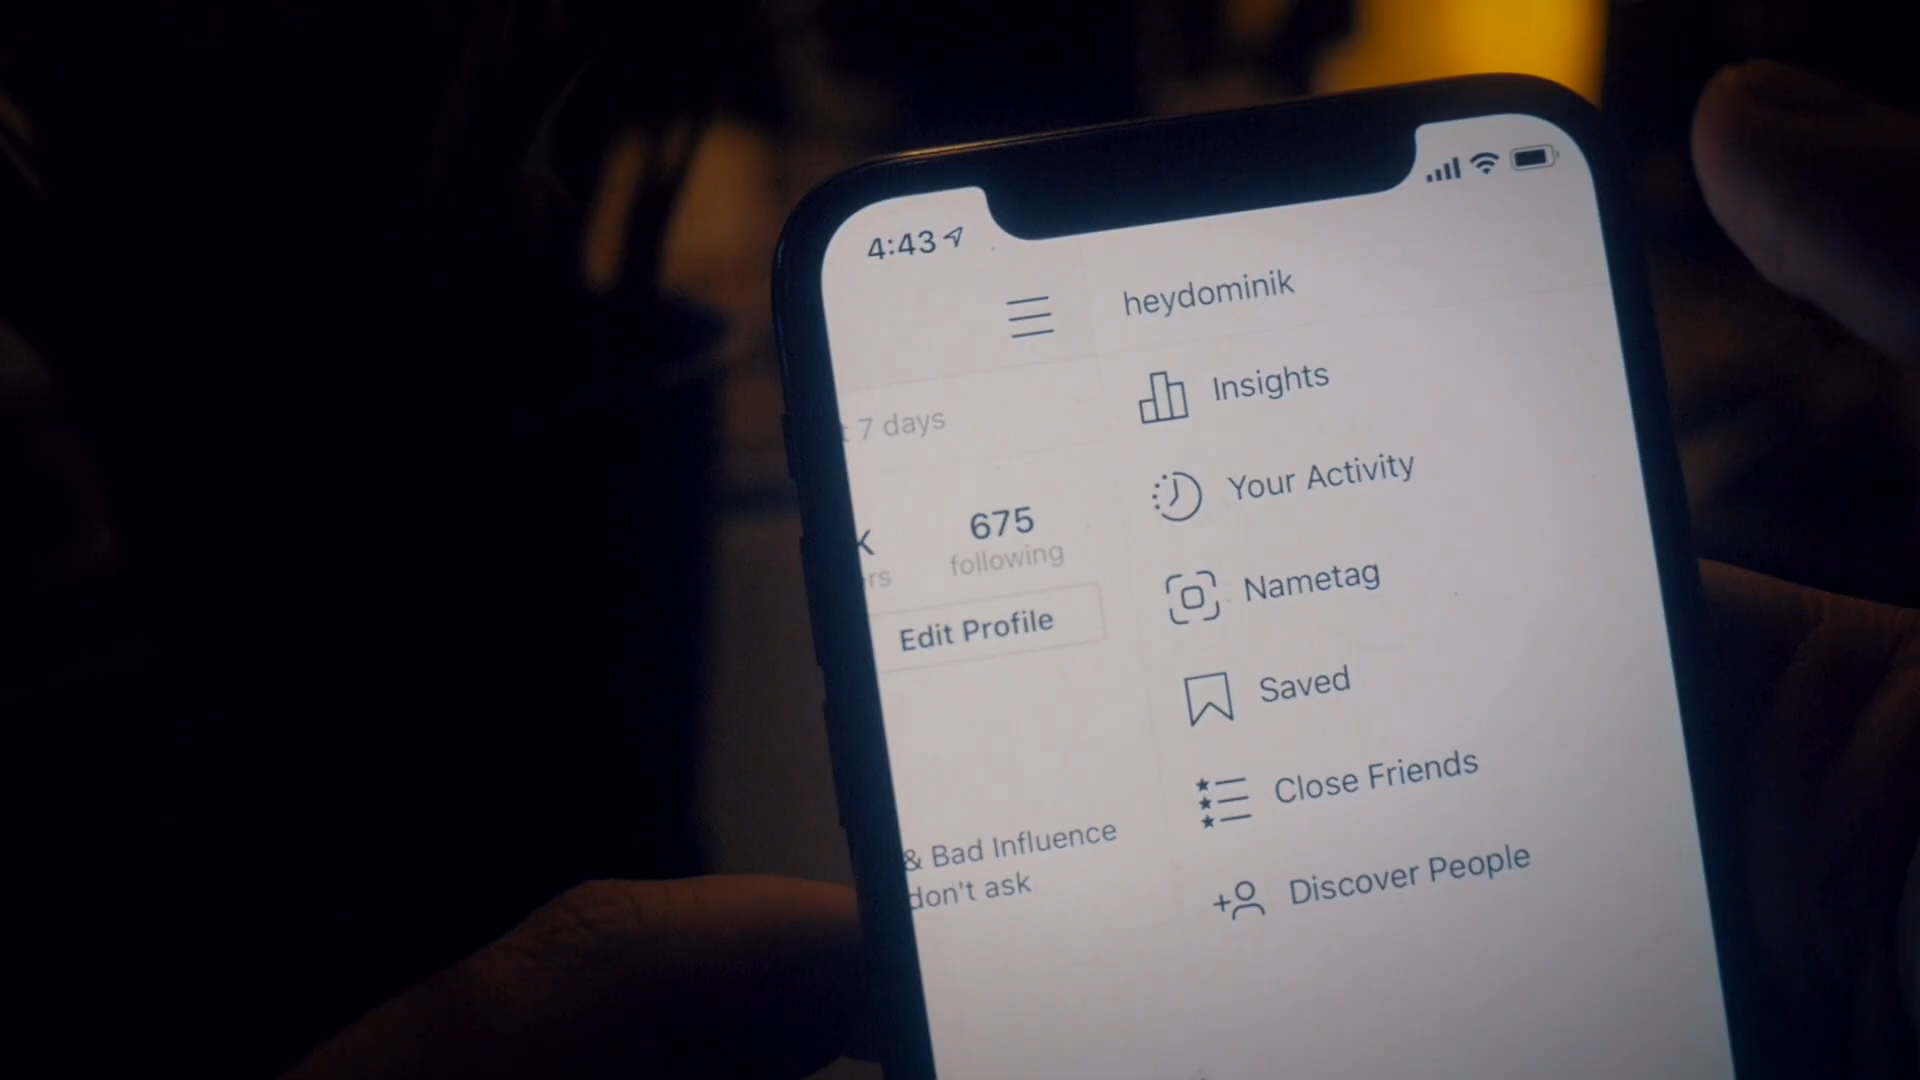 4:43
heydominik
7 days
Insights
Your Activity
675
following
Edit Profile
Nametag
Saved
Close Friends
& Bad Influence
don't ask
Discover People